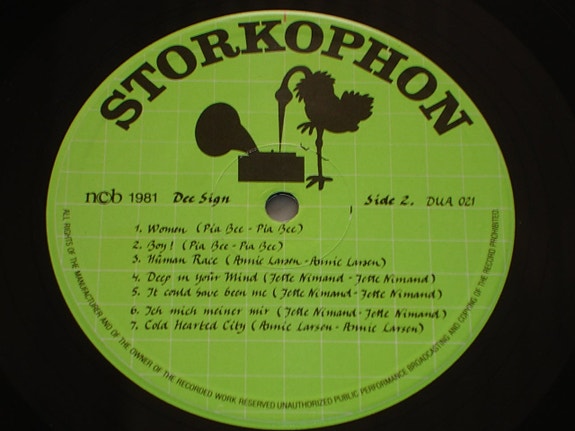 STORKOPHON
ncb 1981 Dee Sign Side 2. DUA 021
1. Women (Pia Bee - Pia Bee)
2. Boy! (Pia Bee - Pia Bee)
3. Human Race (Annie Larsen - Annie Larsen)
4. Deep in Your Mind (Jette Nimand - Jette Nimand)
5. It could have been me (Jette Nimand - Jette Nimand)
6. Ich mich meiner mir (Jette Nimand - Jette Nimand)
7. Cold Hearted City (Annie Larsen - Annie Larsen)
ALL RIGHTS OF THE MANUFACTURER AND OF THE OWNER OF THE RECORDED WORK RESERVED UNAUTHORIZED PUBLIC PERFORMANCE BROADCASTING AND COPYING OF THE RECORD PROHIBITED